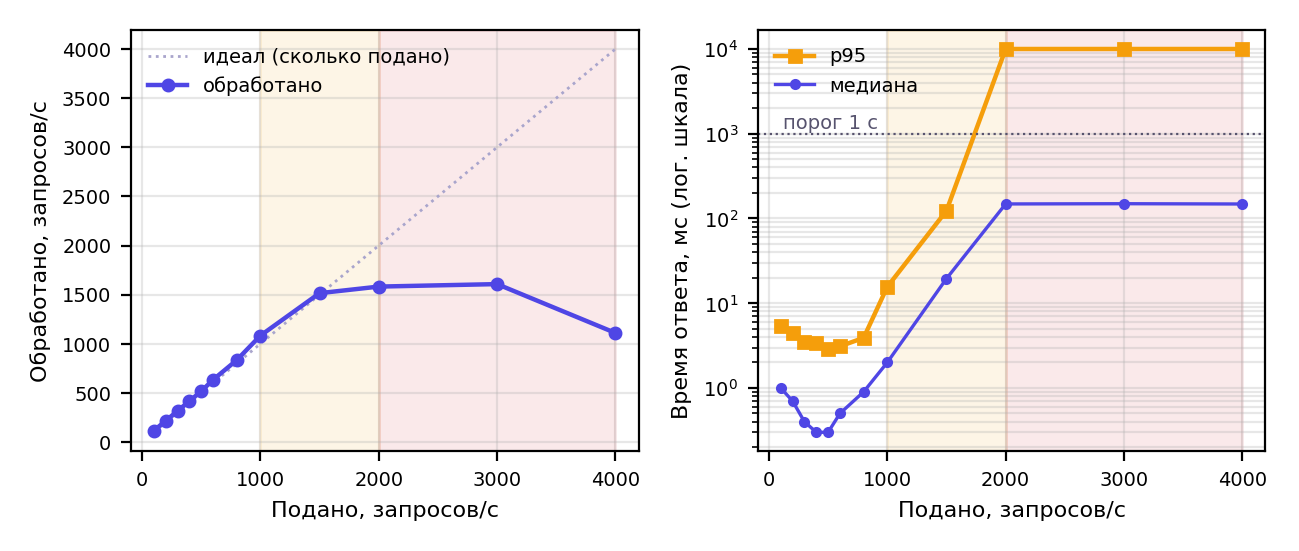 идеал (сколько подано)
обработано
4000
3500
3000
2500
2000
1500
1000
500
0
Обработано, запросов/с
0
1000
2000
3000
4000
Подано, запросов/с
p95
медиана
порог 1 с
10⁴
10³
10²
10¹
10⁰
Время ответа, мс (лог. шкала)
0
1000
2000
3000
4000
Подано, запросов/с